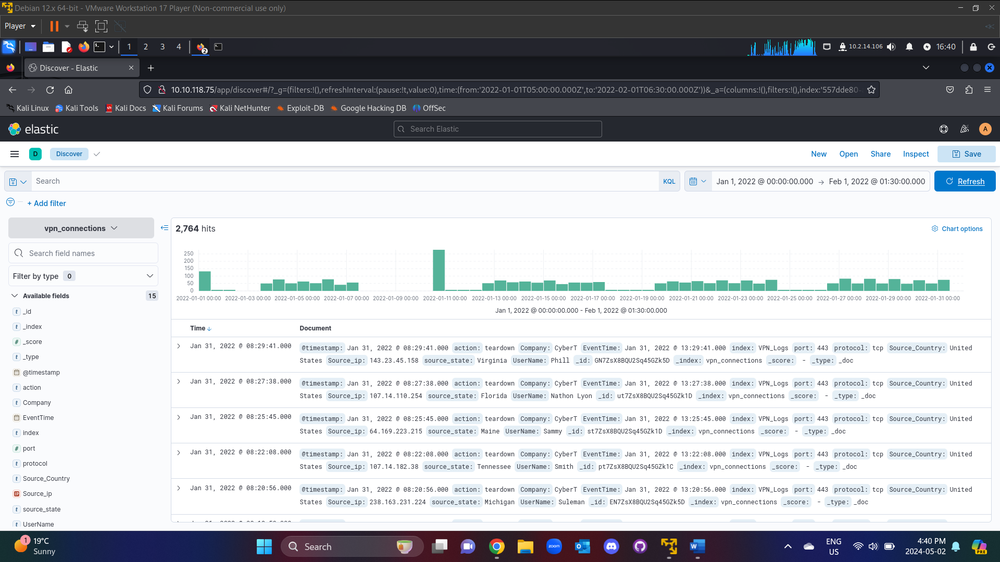 Debian 12.x 64-bit - VMware Workstation 17 Player (Non-commercial use only)
Player
1 2 3 4 2 10.2.14.106 16:40
Discover - Elastic
10.10.118.75/app/discover#/?_g=(filters:!(),refreshInterval:(pause:!t,value:0),time:(from:'2022-01-01T05:00:00.000Z',to:'2022-02-01T06:30:00.000Z'))&_a=(columns:!(),filters:!(),index:'557dde80-
Kali Linux Kali Tools Kali Docs Kali Forums Kali NetHunter Exploit-DB Google Hacking DB OffSec
elastic Search Elastic A
D Discover New Open Share Inspect Save
Search KQL Jan 1, 2022 @ 00:00:00.000 → Feb 1, 2022 @ 01:30:00.000 Refresh
+ Add filter
vpn_connections
Search field names
Filter by type 0
Available fields 15
t _id
t _index
# _score
t _type
@timestamp
t action
t Company
EventTime
t index
# port
t protocol
t Source_Country
IP Source_ip
t source_state
t UserName
2,764 hits Chart options
250
200
150
100
50
0
2022-01-01 00:00 2022-01-03 00:00 2022-01-05 00:00 2022-01-07 00:00 2022-01-09 00:00 2022-01-11 00:00 2022-01-13 00:00 2022-01-15 00:00 2022-01-17 00:00 2022-01-19 00:00 2022-01-21 00:00 2022-01-23 00:00 2022-01-25 00:00 2022-01-27 00:00 2022-01-29 00:00 2022-01-31 00:00
Jan 1, 2022 @ 00:00:00.000 - Feb 1, 2022 @ 01:30:00.000
Time ↓ Document
Jan 31, 2022 @ 08:29:41.000 @timestamp: Jan 31, 2022 @ 08:29:41.000 action: teardown Company: CyberT EventTime: Jan 31, 2022 @ 13:29:41.000 index: VPN_Logs port: 443 protocol: tcp Source_Country: United
States Source_ip: 143.23.45.158 source_state: Virginia UserName: Phill _id: GN7ZsX8BQU2Sq45GZk5D _index: vpn_connections _score: - _type: _doc
Jan 31, 2022 @ 08:27:38.000 @timestamp: Jan 31, 2022 @ 08:27:38.000 action: teardown Company: CyberT EventTime: Jan 31, 2022 @ 13:27:38.000 index: VPN_Logs port: 443 protocol: tcp Source_Country: United
States Source_ip: 107.14.110.254 source_state: Florida UserName: Nathon Lyon _id: ut7ZsX8BQU2Sq45GZk1D _index: vpn_connections _score: - _type: _doc
Jan 31, 2022 @ 08:25:45.000 @timestamp: Jan 31, 2022 @ 08:25:45.000 action: teardown Company: CyberT EventTime: Jan 31, 2022 @ 13:25:45.000 index: VPN_Logs port: 443 protocol: tcp Source_Country: United
States Source_ip: 64.169.223.215 source_state: Maine UserName: Sammy _id: st7ZsX8BQU2Sq45GZk1D _index: vpn_connections _score: - _type: _doc
Jan 31, 2022 @ 08:22:08.000 @timestamp: Jan 31, 2022 @ 08:22:08.000 action: teardown Company: CyberT EventTime: Jan 31, 2022 @ 13:22:08.000 index: VPN_Logs port: 443 protocol: tcp Source_Country: United
States Source_ip: 107.14.182.38 source_state: Tennessee UserName: Smith _id: pt7ZsX8BQU2Sq45GZk1C _index: vpn_connections _score: - _type: _doc
Jan 31, 2022 @ 08:20:56.000 @timestamp: Jan 31, 2022 @ 08:20:56.000 action: teardown Company: CyberT EventTime: Jan 31, 2022 @ 13:20:56.000 index: VPN_Logs port: 443 protocol: tcp Source_Country: United
States Source_ip: 238.163.231.224 source_state: Michigan UserName: Suleman _id: EN7ZsX8BQU2Sq45GZk5D _index: vpn_connections _score: - _type: _doc
1 19°C
Sunny
Search zoom
ENG
US
4:40 PM
2024-05-02
PRE